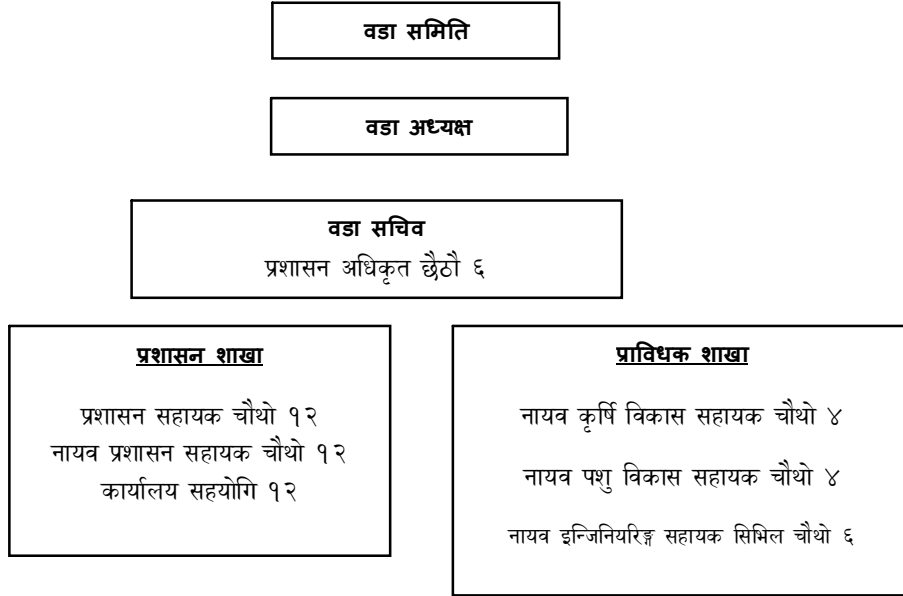 वडा समिति
वडा अध्यक्ष
वडा सचिव
प्रशासन अधिकृत छैठौ ६
प्रशासन शाखा
प्रशासन सहायक चौथो १२
नायव प्रशासन सहायक चौथो १२
कार्यालय सहयोगि १२
प्राविधक शाखा
नायव कृर्षि विकास सहायक चौथो ४
नायव पशु विकास सहायक चौथो ४
नायव इन्जिनियरिङ्ग सहायक सिभिल चौथो ६